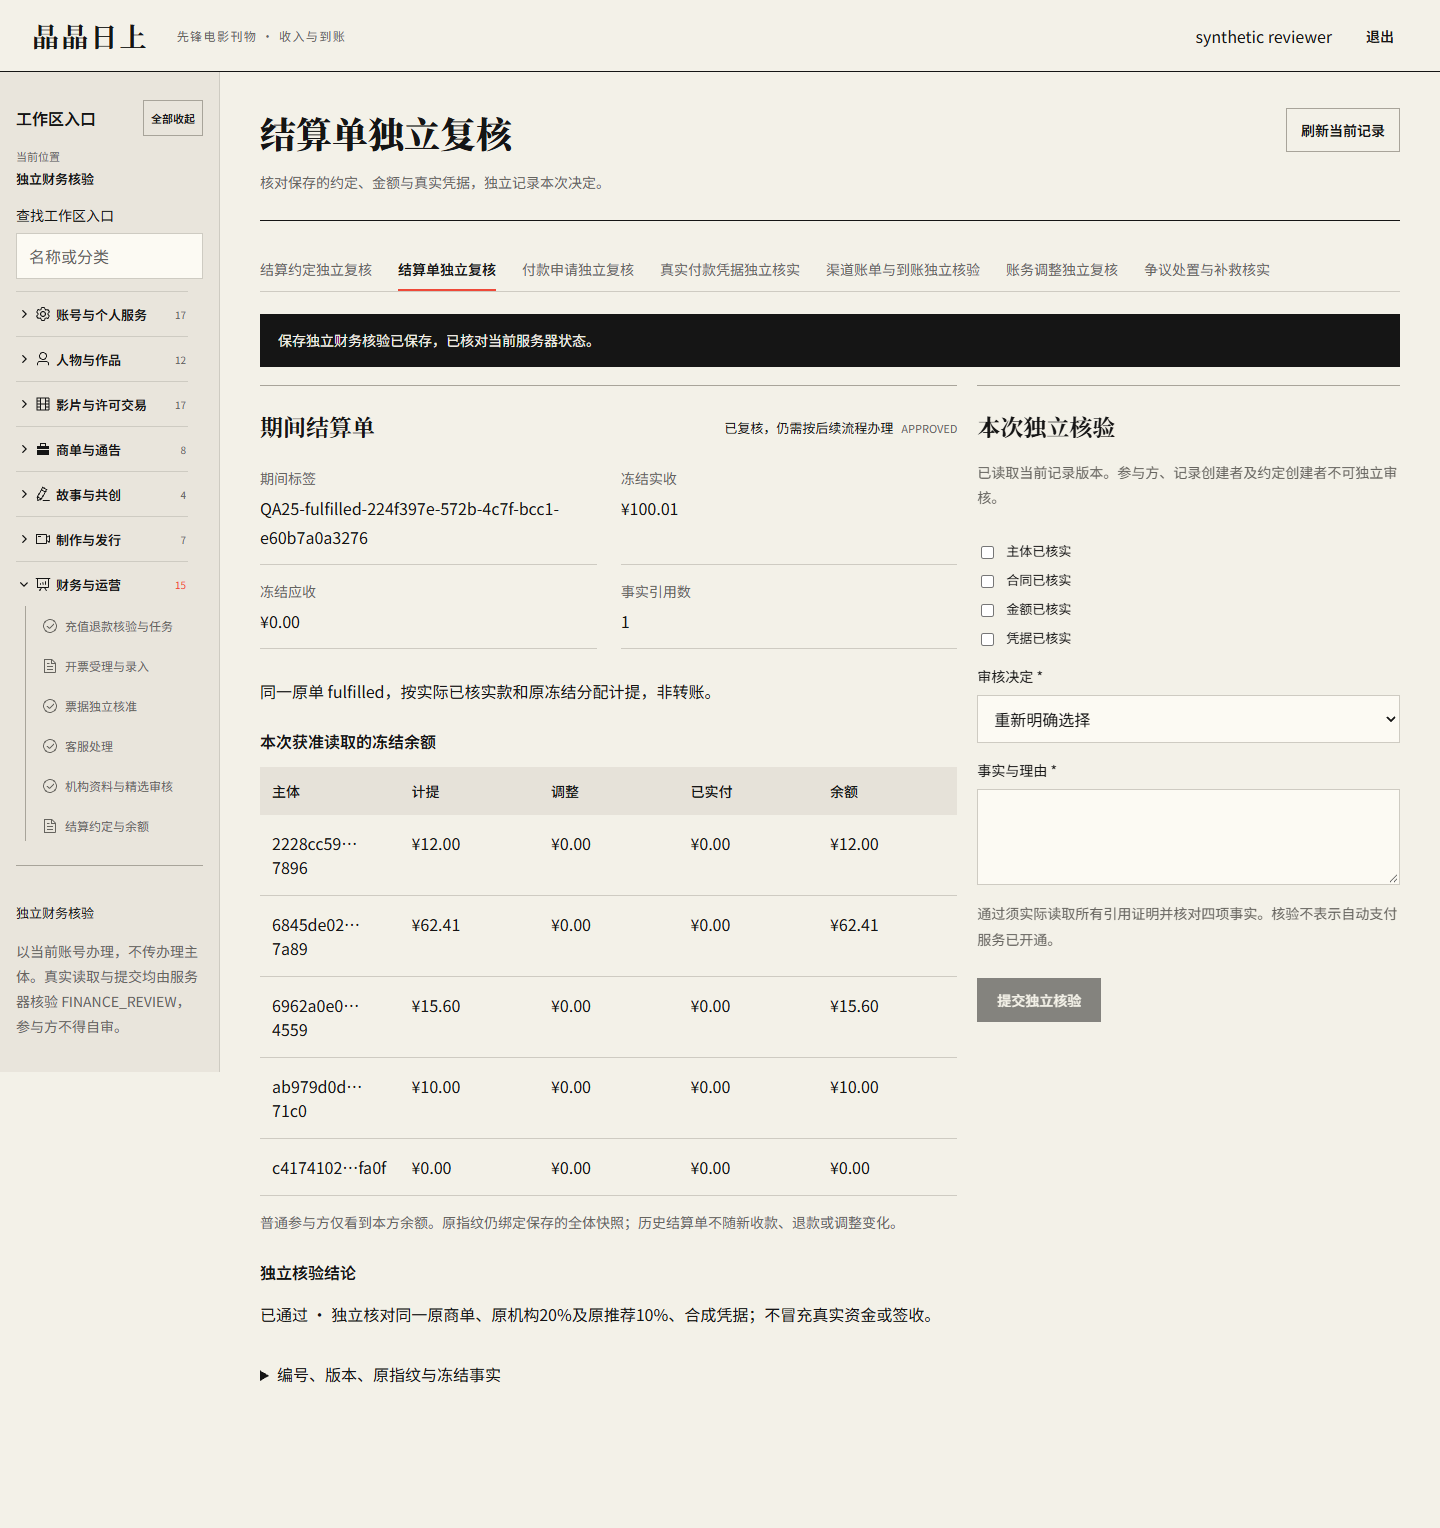 晶晶日上
先锋电影刊物 · 收入与到账
synthetic reviewer
退出
工作区入口
全部收起
当前位置
独立财务核验
查找工作区入口
名称或分类
账号与个人服务 17
人物与作品 12
影片与许可交易 17
商单与通告 8
故事与共创 4
制作与发行 7
财务与运营 15
充值退款核验与任务
开票受理与录入
票据独立核准
客服处理
机构资料与精选审核
结算约定与余额
独立财务核验
以当前账号办理，不传办理主
体。真实读取与提交均由服务
器核验 FINANCE_REVIEW，
参与方不得自审。
结算单独立复核
刷新当前记录
核对保存的约定、金额与真实凭据，独立记录本次决定。
结算约定独立复核 结算单独立复核 付款申请独立复核 真实付款凭据独立核实 渠道账单与到账独立核验 账务调整独立复核 争议处置与补救核实
保存独立财务核验已保存，已核对当前服务器状态。
期间结算单
已复核，仍需按后续流程办理 APPROVED
期间标签
QA25-fulfilled-224f397e-572b-4c7f-bcc1-
e60b7a0a3276
冻结实收
¥100.01
冻结应收
¥0.00
事实引用数
1
同一原单 fulfilled，按实际已核实款和原冻结分配计提，非转账。
本次获准读取的冻结余额
主体 计提 调整 已实付 余额
2228cc59… ¥12.00 ¥0.00 ¥0.00 ¥12.00
7896
6845de02… ¥62.41 ¥0.00 ¥0.00 ¥62.41
7a89
6962a0e0… ¥15.60 ¥0.00 ¥0.00 ¥15.60
4559
ab979d0d… ¥10.00 ¥0.00 ¥0.00 ¥10.00
71c0
c4174102…fa0f ¥0.00 ¥0.00 ¥0.00 ¥0.00
普通参与方仅看到本方余额。原指纹仍绑定保存的全体快照；历史结算单不随新收款、退款或调整变化。
独立核验结论
已通过 · 独立核对同一原商单、原机构20%及原推荐10%、合成凭据；不冒充真实资金或签收。
编号、版本、原指纹与冻结事实
本次独立核验
已读取当前记录版本。参与方、记录创建者及约定创建者不可独立审
核。
主体已核实
合同已核实
金额已核实
凭据已核实
审核决定 *
重新明确选择
事实与理由 *
通过须实际读取所有引用证明并核对四项事实。核验不表示自动支付
服务已开通。
提交独立核验